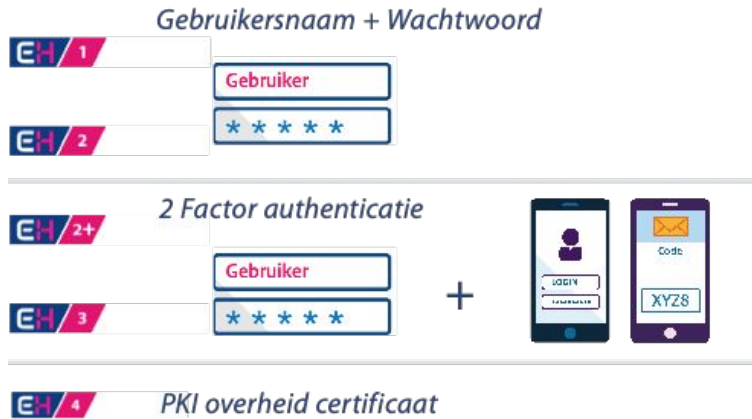 Gebruikersnaam + Wachtwoord
EH 1
Gebruiker
* * * * *
EH 2
2 Factor authenticatie
EH 2+
Gebruiker
* * * * *
+
LOGIN
Code
XYZ8
EH 3
EH 4
PKI overheid certificaat